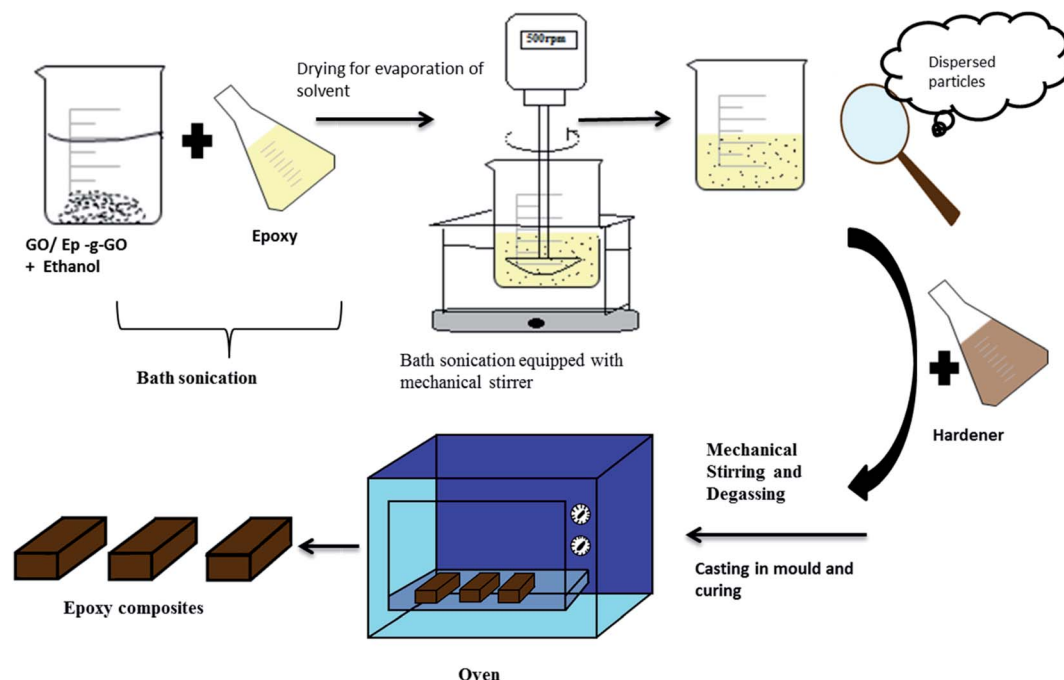 500rpm
Drying for evaporation of
solvent
Dispersed
particles
GO/ Ep -g-GO
+ Ethanol
Epoxy
Bath sonication
Bath sonication equipped with
mechanical stirrer
Hardener
Mechanical
Stirring and
Degassing
Casting in mould and
curing
Epoxy composites
Oven